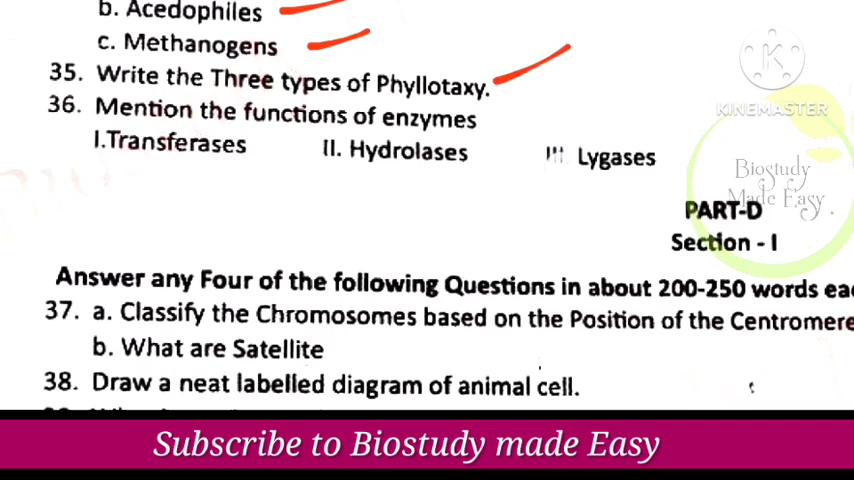 b. Acedophiles
c. Methanogens
35. Write the Three types of Phyllotaxy.
36. Mention the functions of enzymes
I.Transferases II. Hydrolases III Lygases
KINEMASTER
Biostudy
Made Easy
PART-D
Section - I
Answer any Four of the following Questions in about 200-250 words ea
37. a. Classify the Chromosomes based on the Position of the Centromere
b. What are Satellite
38. Draw a neat labelled diagram of animal cell.
Subscribe to Biostudy made Easy